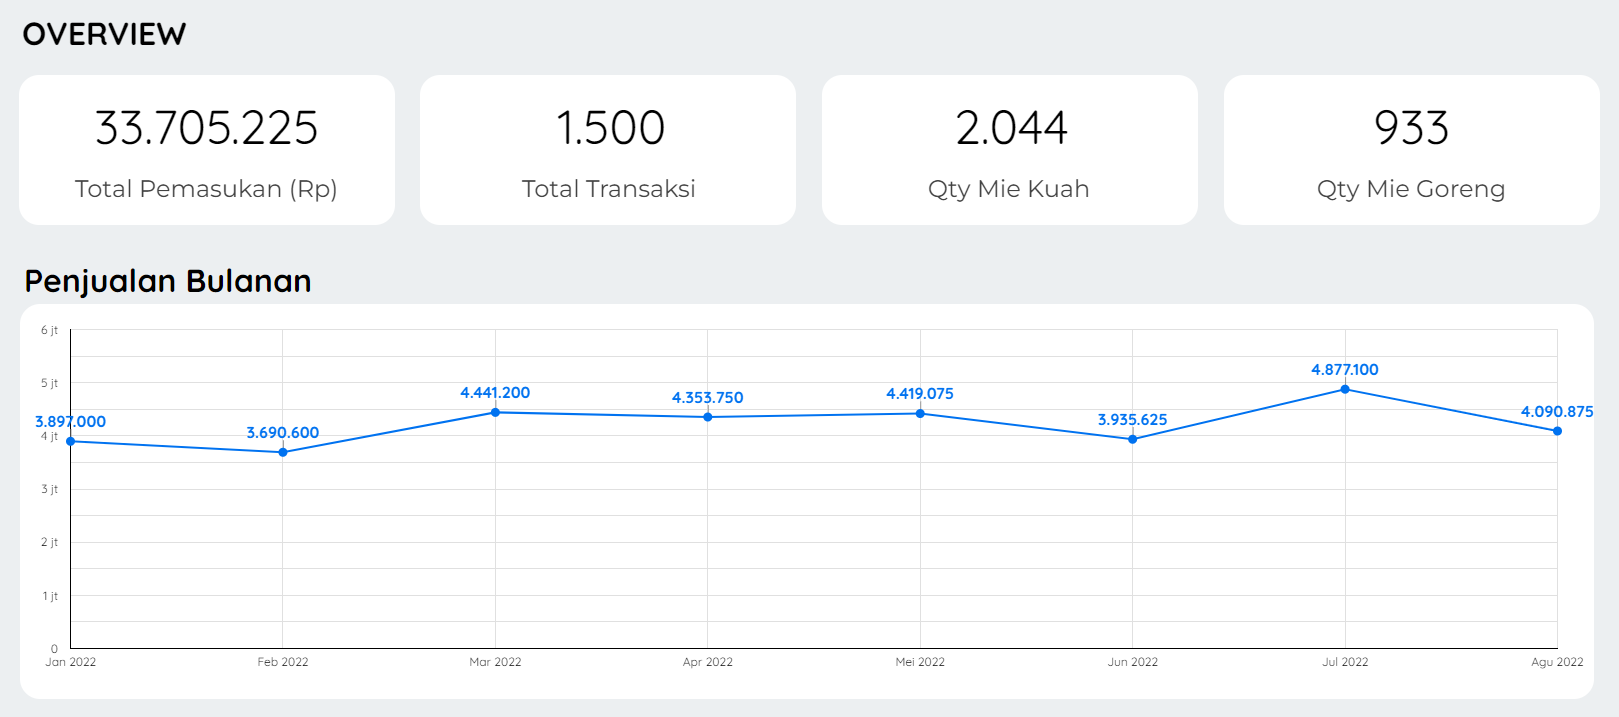 OVERVIEW
33.705.225
Total Pemasukan (Rp)
1.500
Total Transaksi
2.044
Qty Mie Kuah
933
Qty Mie Goreng
Penjualan Bulanan
6 jt
5 jt
4 jt
3 jt
2 jt
1 jt
0
3.897.000
3.690.600
4.441.200
4.353.750
4.419.075
3.935.625
4.877.100
4.090.875
Jan 2022
Feb 2022
Mar 2022
Apr 2022
Mei 2022
Jun 2022
Jul 2022
Agu 2022